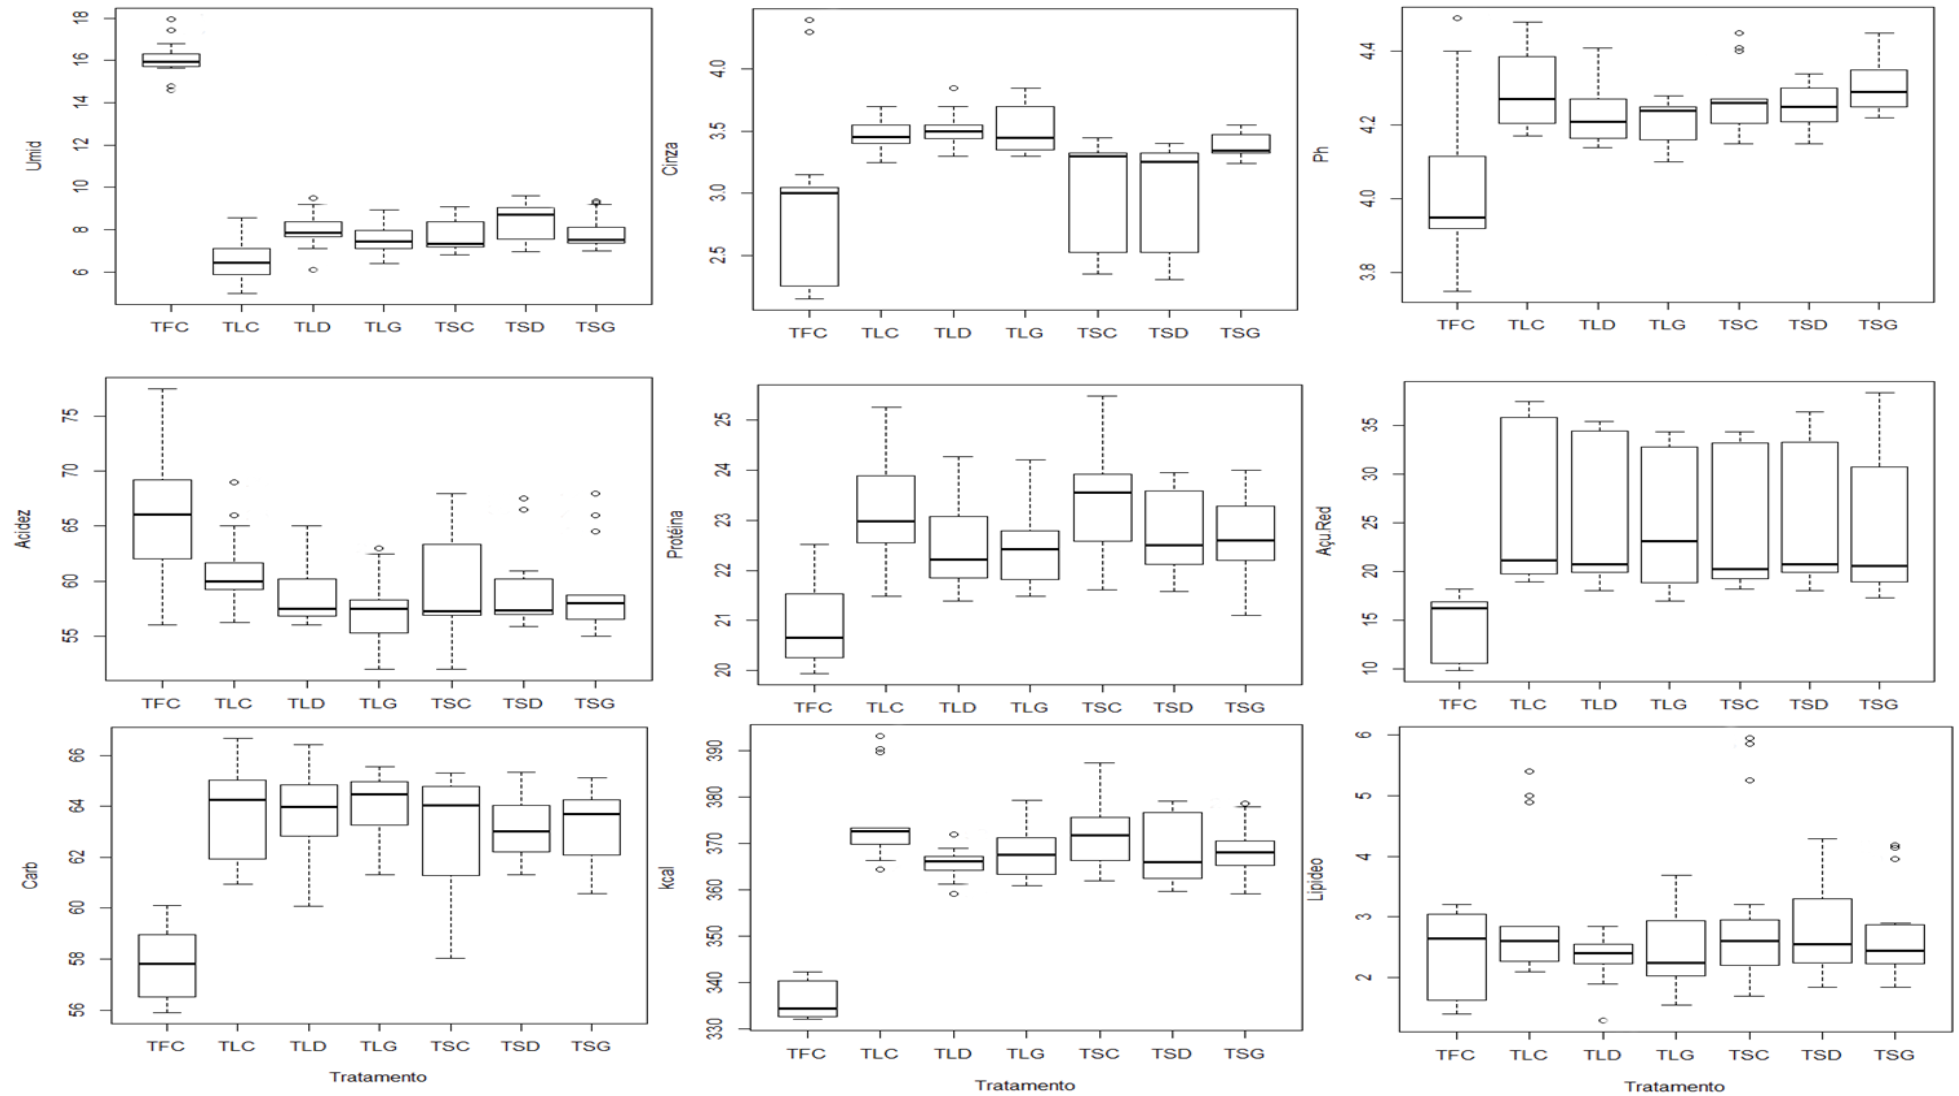 Umid
18
16
14
12
10
8
6
TFC TLC TLD TLG TSC TSD TSG
Cinza
4.0
3.5
3.0
2.5
TFC TLC TLD TLG TSC TSD TSG
Ph
4.4
4.2
4.0
3.8
TFC TLC TLD TLG TSC TSD TSG
Acidez
75
70
65
60
55
TFC TLC TLD TLG TSC TSD TSG
Protéina
25
24
23
22
21
20
TFC TLC TLD TLG TSC TSD TSG
Açu.Red
35
30
25
20
15
10
TFC TLC TLD TLG TSC TSD TSG
Carb
66
64
62
60
58
56
TFC TLC TLD TLG TSC TSD TSG
Tratamento
kcal
390
380
370
360
350
340
330
TFC TLC TLD TLG TSC TSD TSG
Tratamento
Lipideo
6
5
4
3
2
TFC TLC TLD TLG TSC TSD TSG
Tratamento